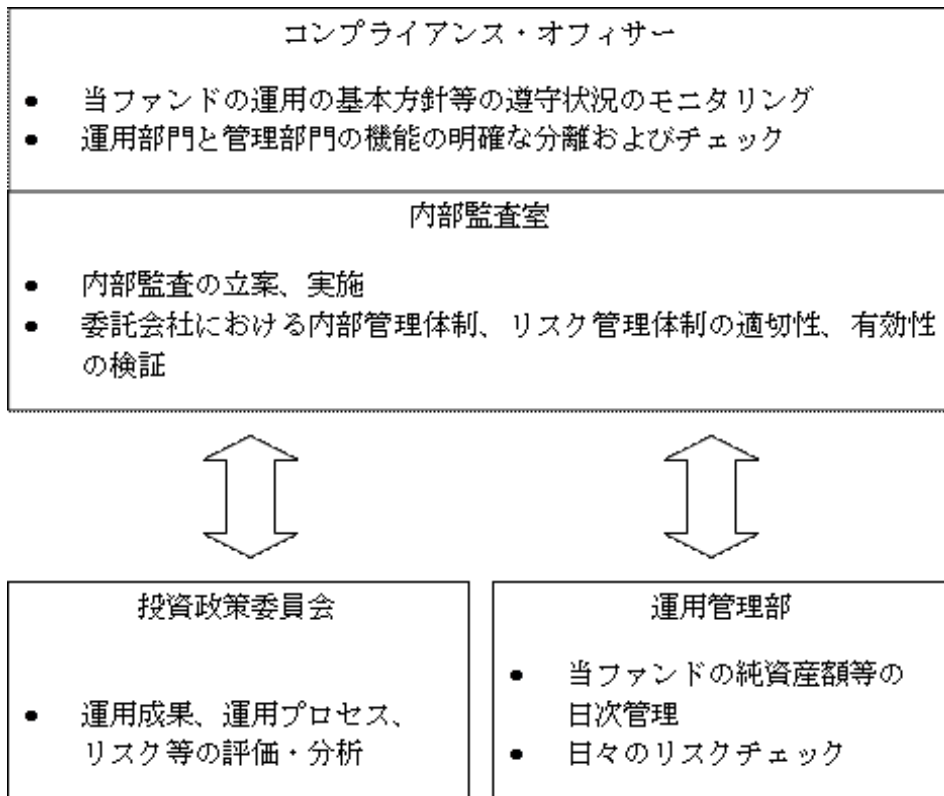 コンプライアンス・オフィサー
● 当ファンドの運用の基本方針等の遵守状況のモニタリング
● 運用部門と管理部門の機能の明確な分離およびチェック
内部監査室
● 内部監査の立案、実施
● 委託会社における内部管理体制、リスク管理体制の適切性、有効性
の検証
投資政策委員会
● 運用成果、運用プロセス、
リスク等の評価・分析
運用管理部
● 当ファンドの純資産額等の
日次管理
● 日々のリスクチェック